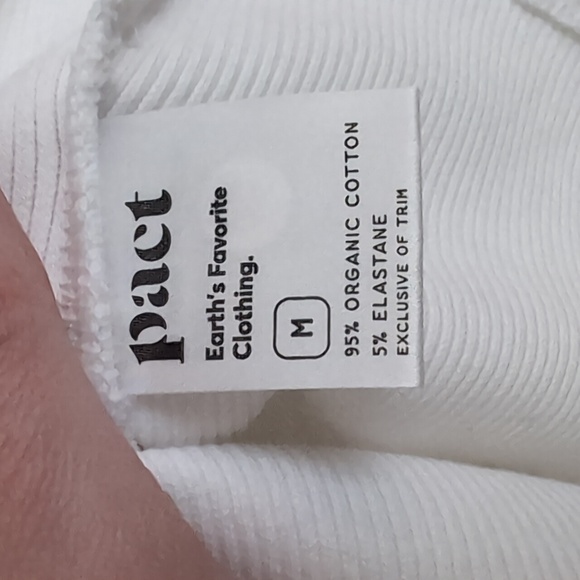 pact
Earth's Favorite
Clothing.
M
95% ORGANIC COTTON
5% ELASTANE
EXCLUSIVE OF TRIM